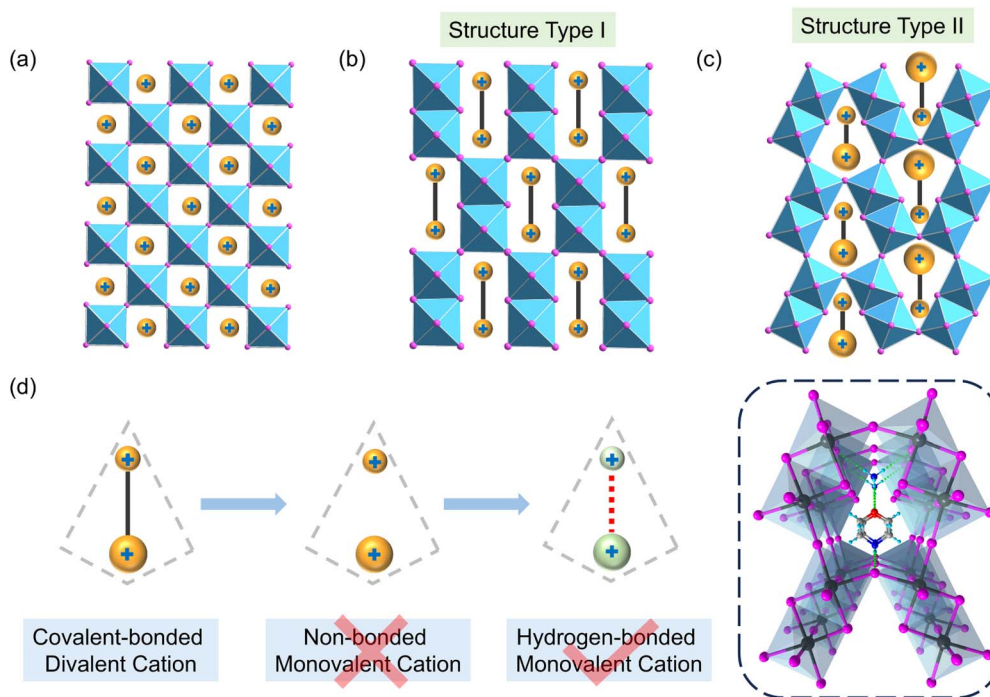 Structure Type I
Structure Type II
(a)
(b)
(c)
(d)
Covalent-bonded
Divalent Cation
Non-bonded
Monovalent Cation
Hydrogen-bonded
Monovalent Cation